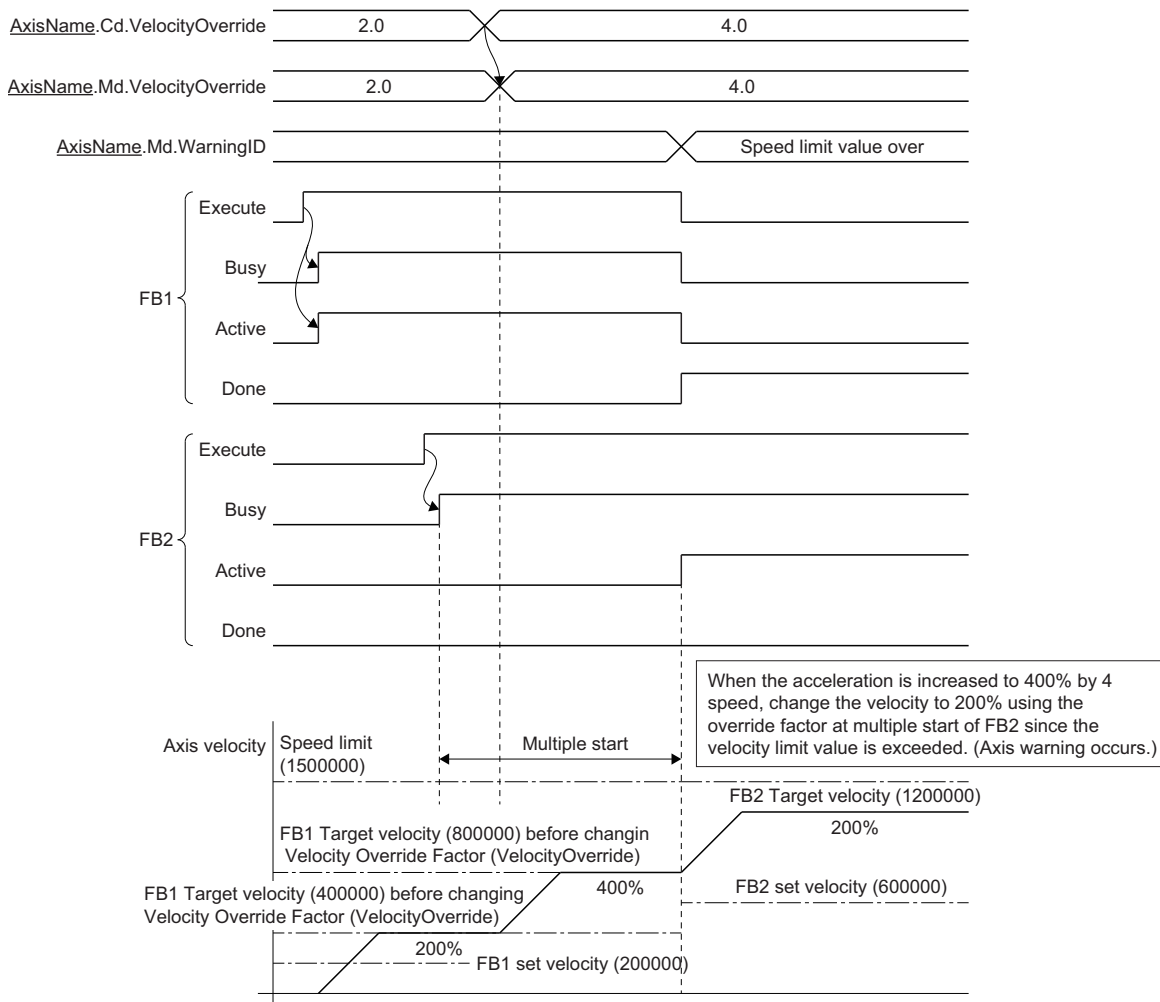 AxisName.Cd.VelocityOverride
2.0
4.0
AxisName.Md.VelocityOverride
2.0
4.0
AxisName.Md.WarningID
Speed limit value over
FB1
Execute
Busy
Active
Done
FB2
Execute
Busy
Active
Done
When the acceleration is increased to 400% by 4
speed, change the velocity to 200% using the
override factor at multiple start of FB2 since the
velocity limit value is exceeded. (Axis warning occurs.)
Axis velocity
Speed limit
(1500000)
Multiple start
FB2 Target velocity (1200000)
200%
FB1 Target velocity (800000) before changin
Velocity Override Factor (VelocityOverride)
400%
FB2 set velocity (600000)
FB1 Target velocity (400000) before changing
Velocity Override Factor (VelocityOverride)
200%
FB1 set velocity (200000)